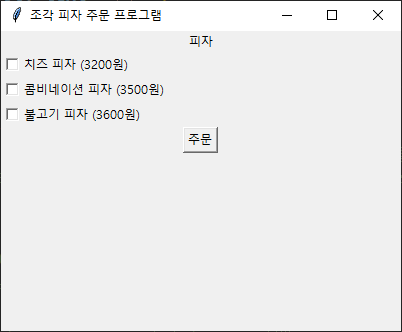 조각 피자 주문 프로그램
피자
치즈 피자 (3200원)
콤비네이션 피자 (3500원)
불고기 피자 (3600원)
주문